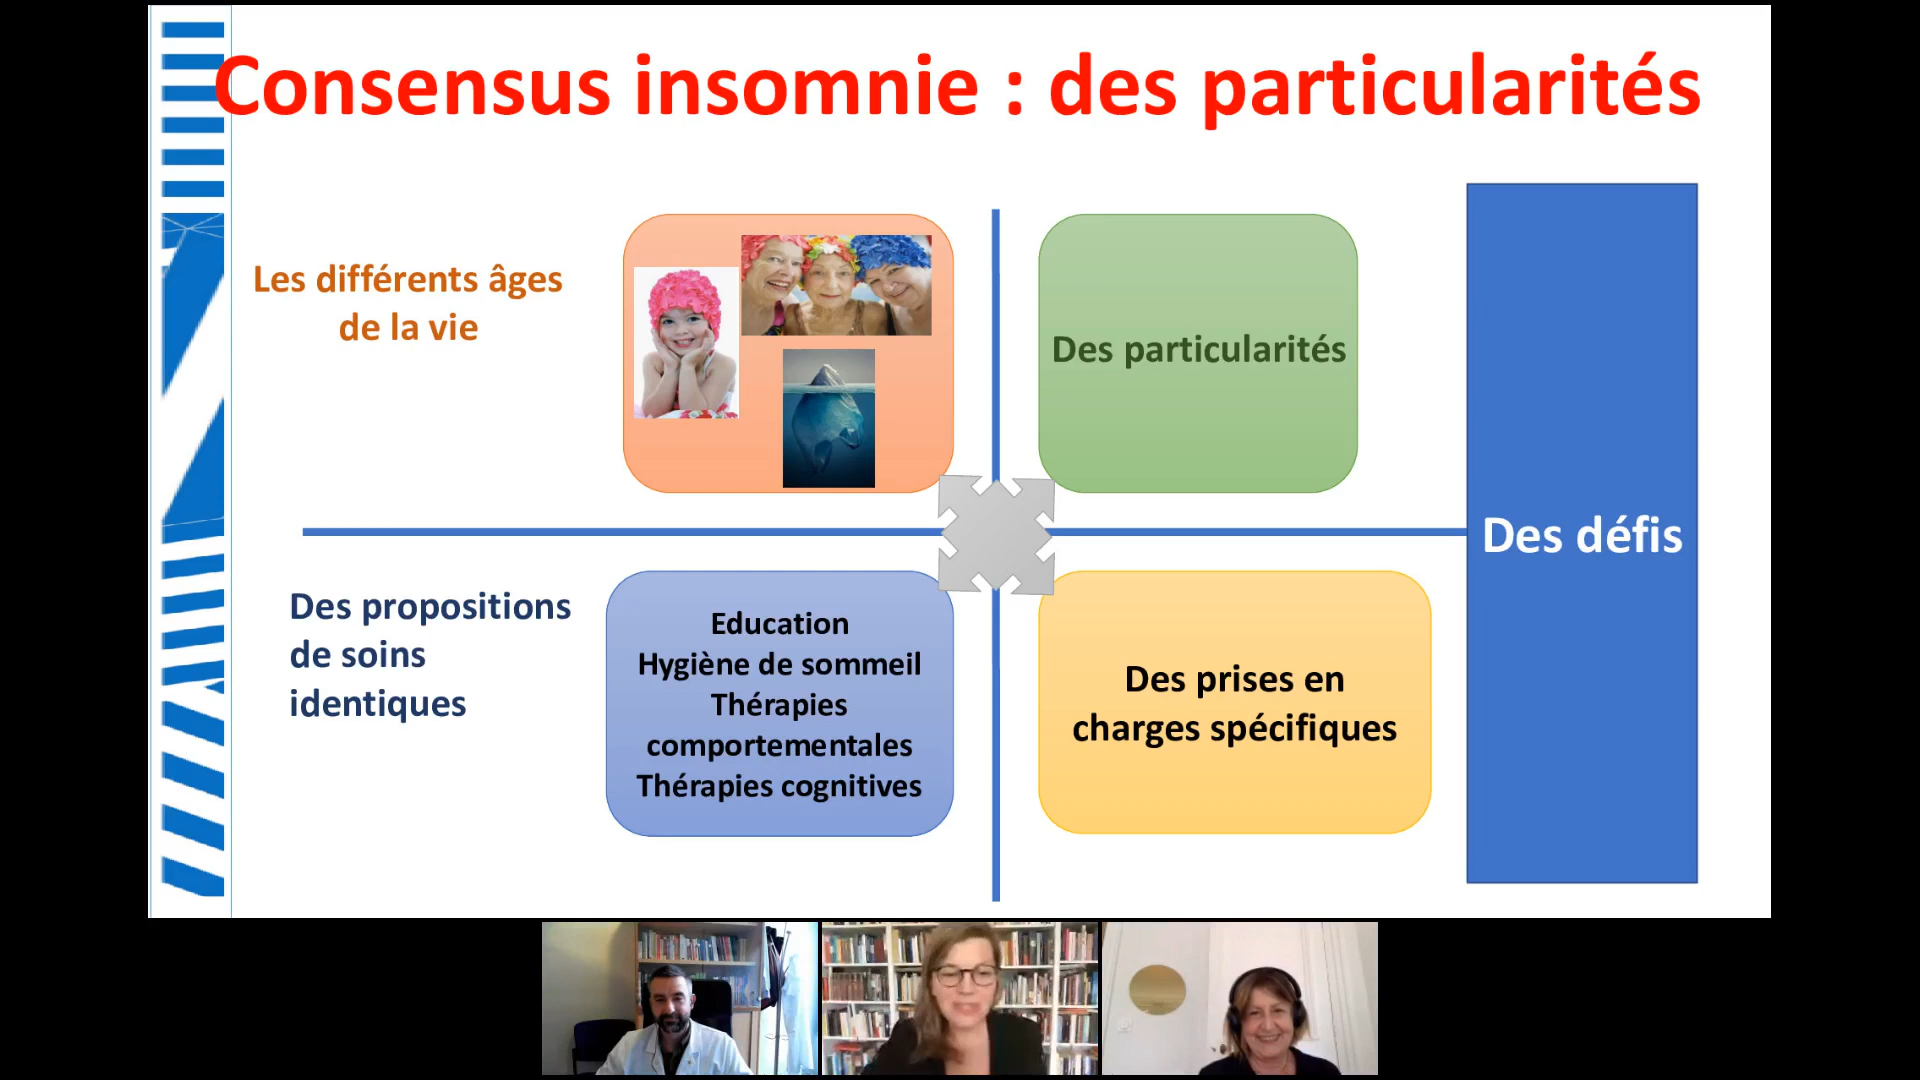 Consensus insomnie : des particularités
Les différents âges
de la vie
Des particularités
Des défis
Des propositions
de soins
identiques
Education
Hygiène de sommeil
Thérapies
comportementales
Thérapies cognitives
Des prises en
charges spécifiques